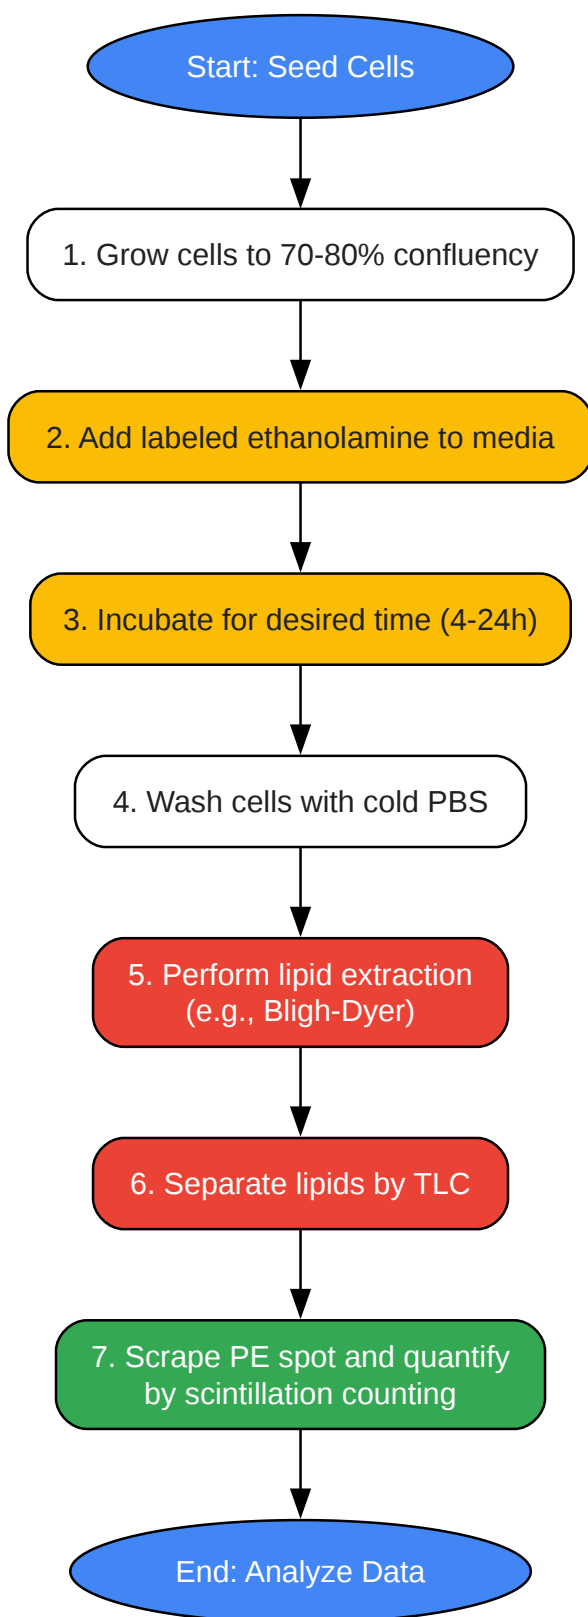 Start: Seed Cells
1. Grow cells to 70-80% confluency
2. Add labeled ethanolamine to media
3. Incubate for desired time (4-24h)
4. Wash cells with cold PBS
5. Perform lipid extraction
(e.g., Bligh-Dyer)
6. Separate lipids by TLC
7. Scrape PE spot and quantify
by scintillation counting
End: Analyze Data